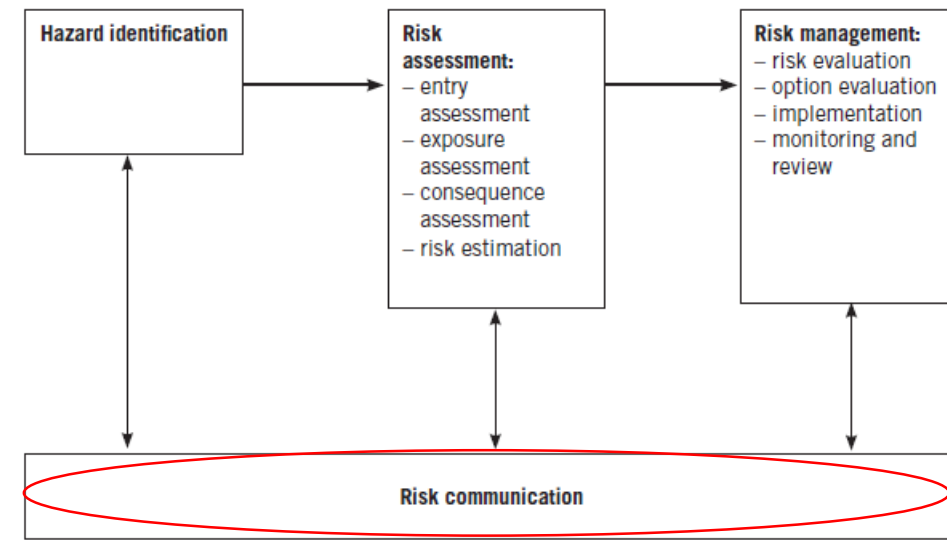 Hazard identification
Risk
assessment:
– entry
assessment
– exposure
assessment
– consequence
assessment
– risk estimation
Risk management:
– risk evaluation
– option evaluation
– implementation
– monitoring and
review
Risk communication